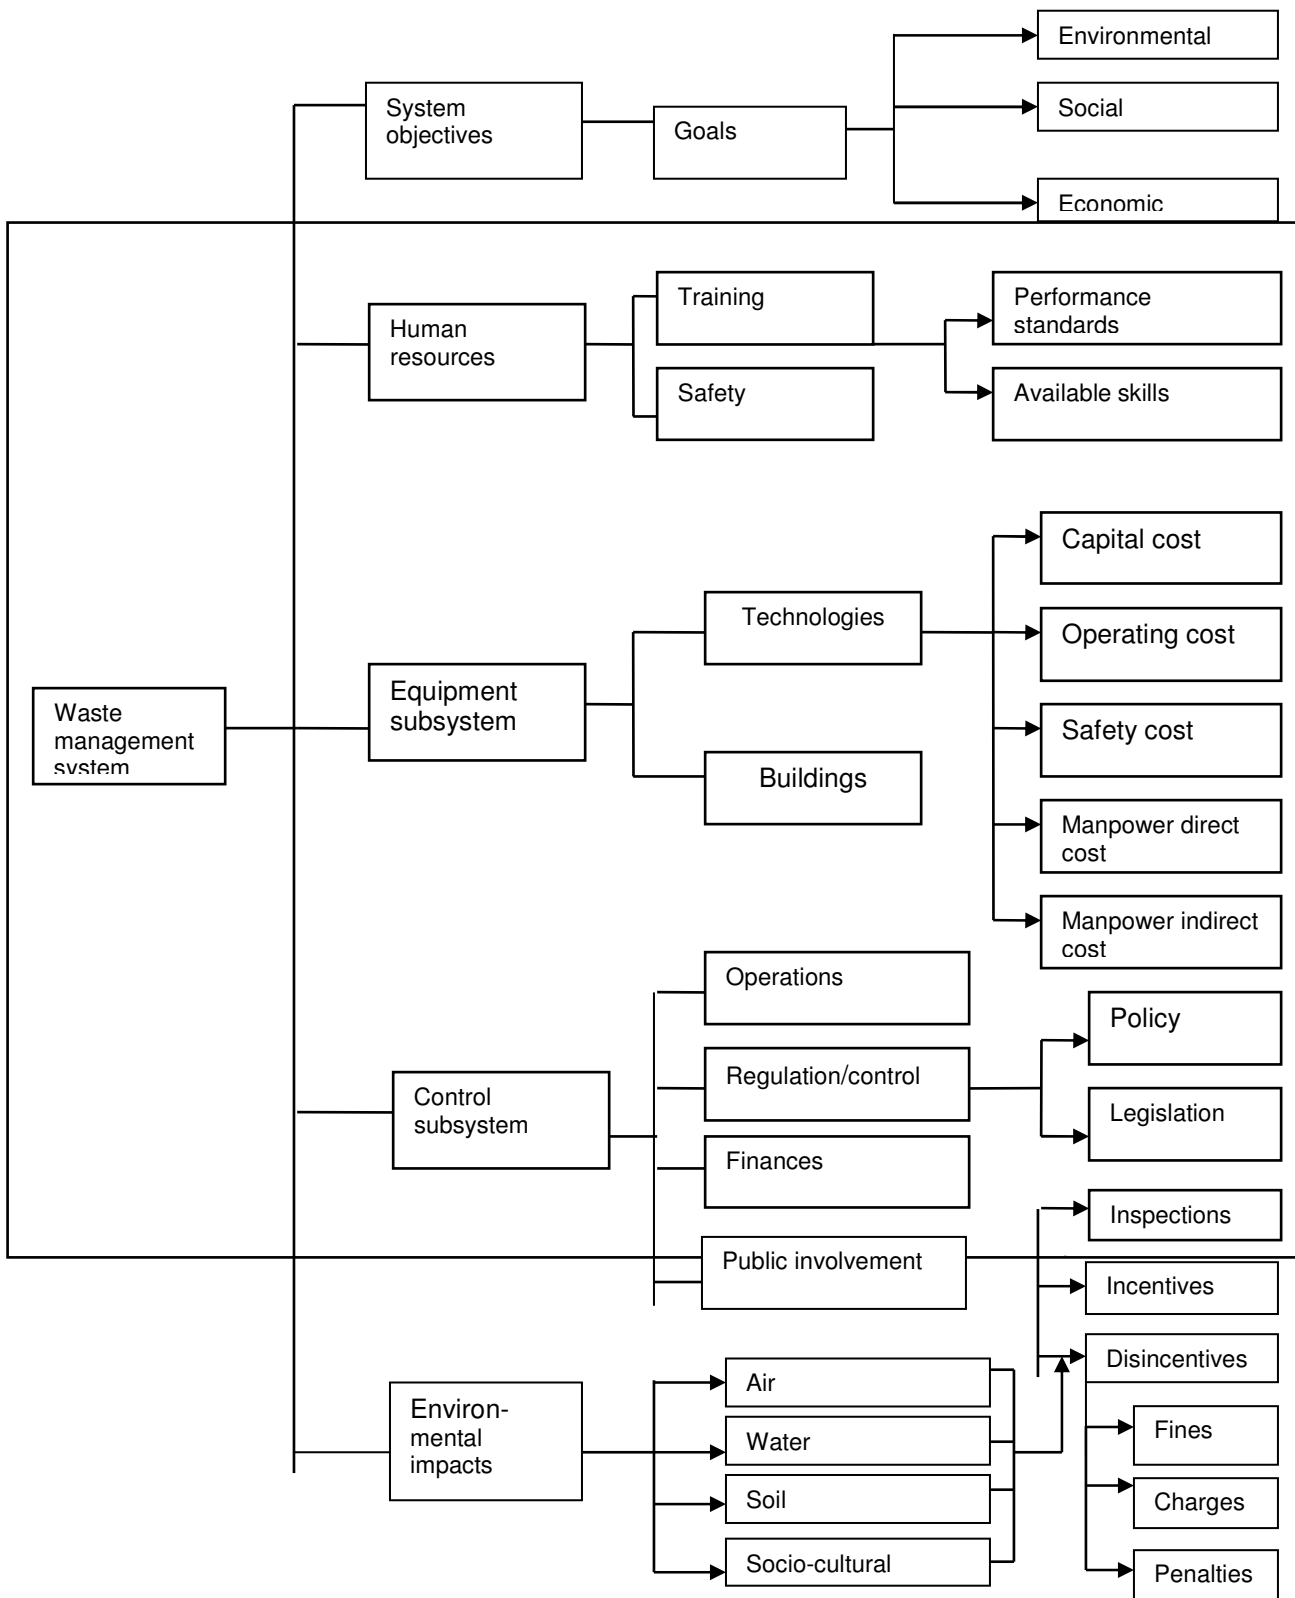 Environmental
System
objectives
Goals
Social
Economic
Human
resources
Training
Safety
Performance
standards
Available skills
Waste
management
system
Equipment
subsystem
Technologies
Buildings
Capital cost
Operating cost
Safety cost
Manpower direct
cost
Manpower indirect
cost
Control
subsystem
Operations
Regulation/control
Finances
Public involvement
Policy
Legislation
Inspections
Incentives
Disincentives
Environ-
mental
impacts
Air
Water
Soil
Socio-cultural
Fines
Charges
Penalties